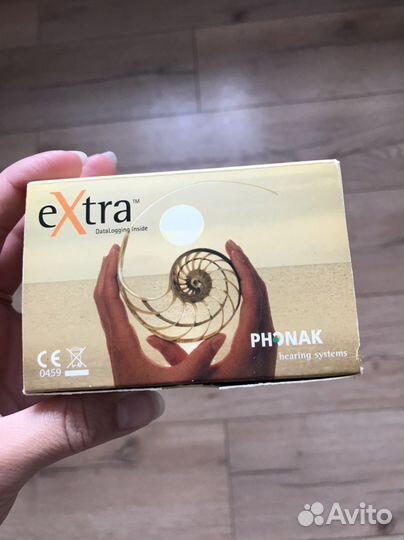 eXtra™
DataLogging Inside
PHONAK
hearing systems
CE
0459
Avito